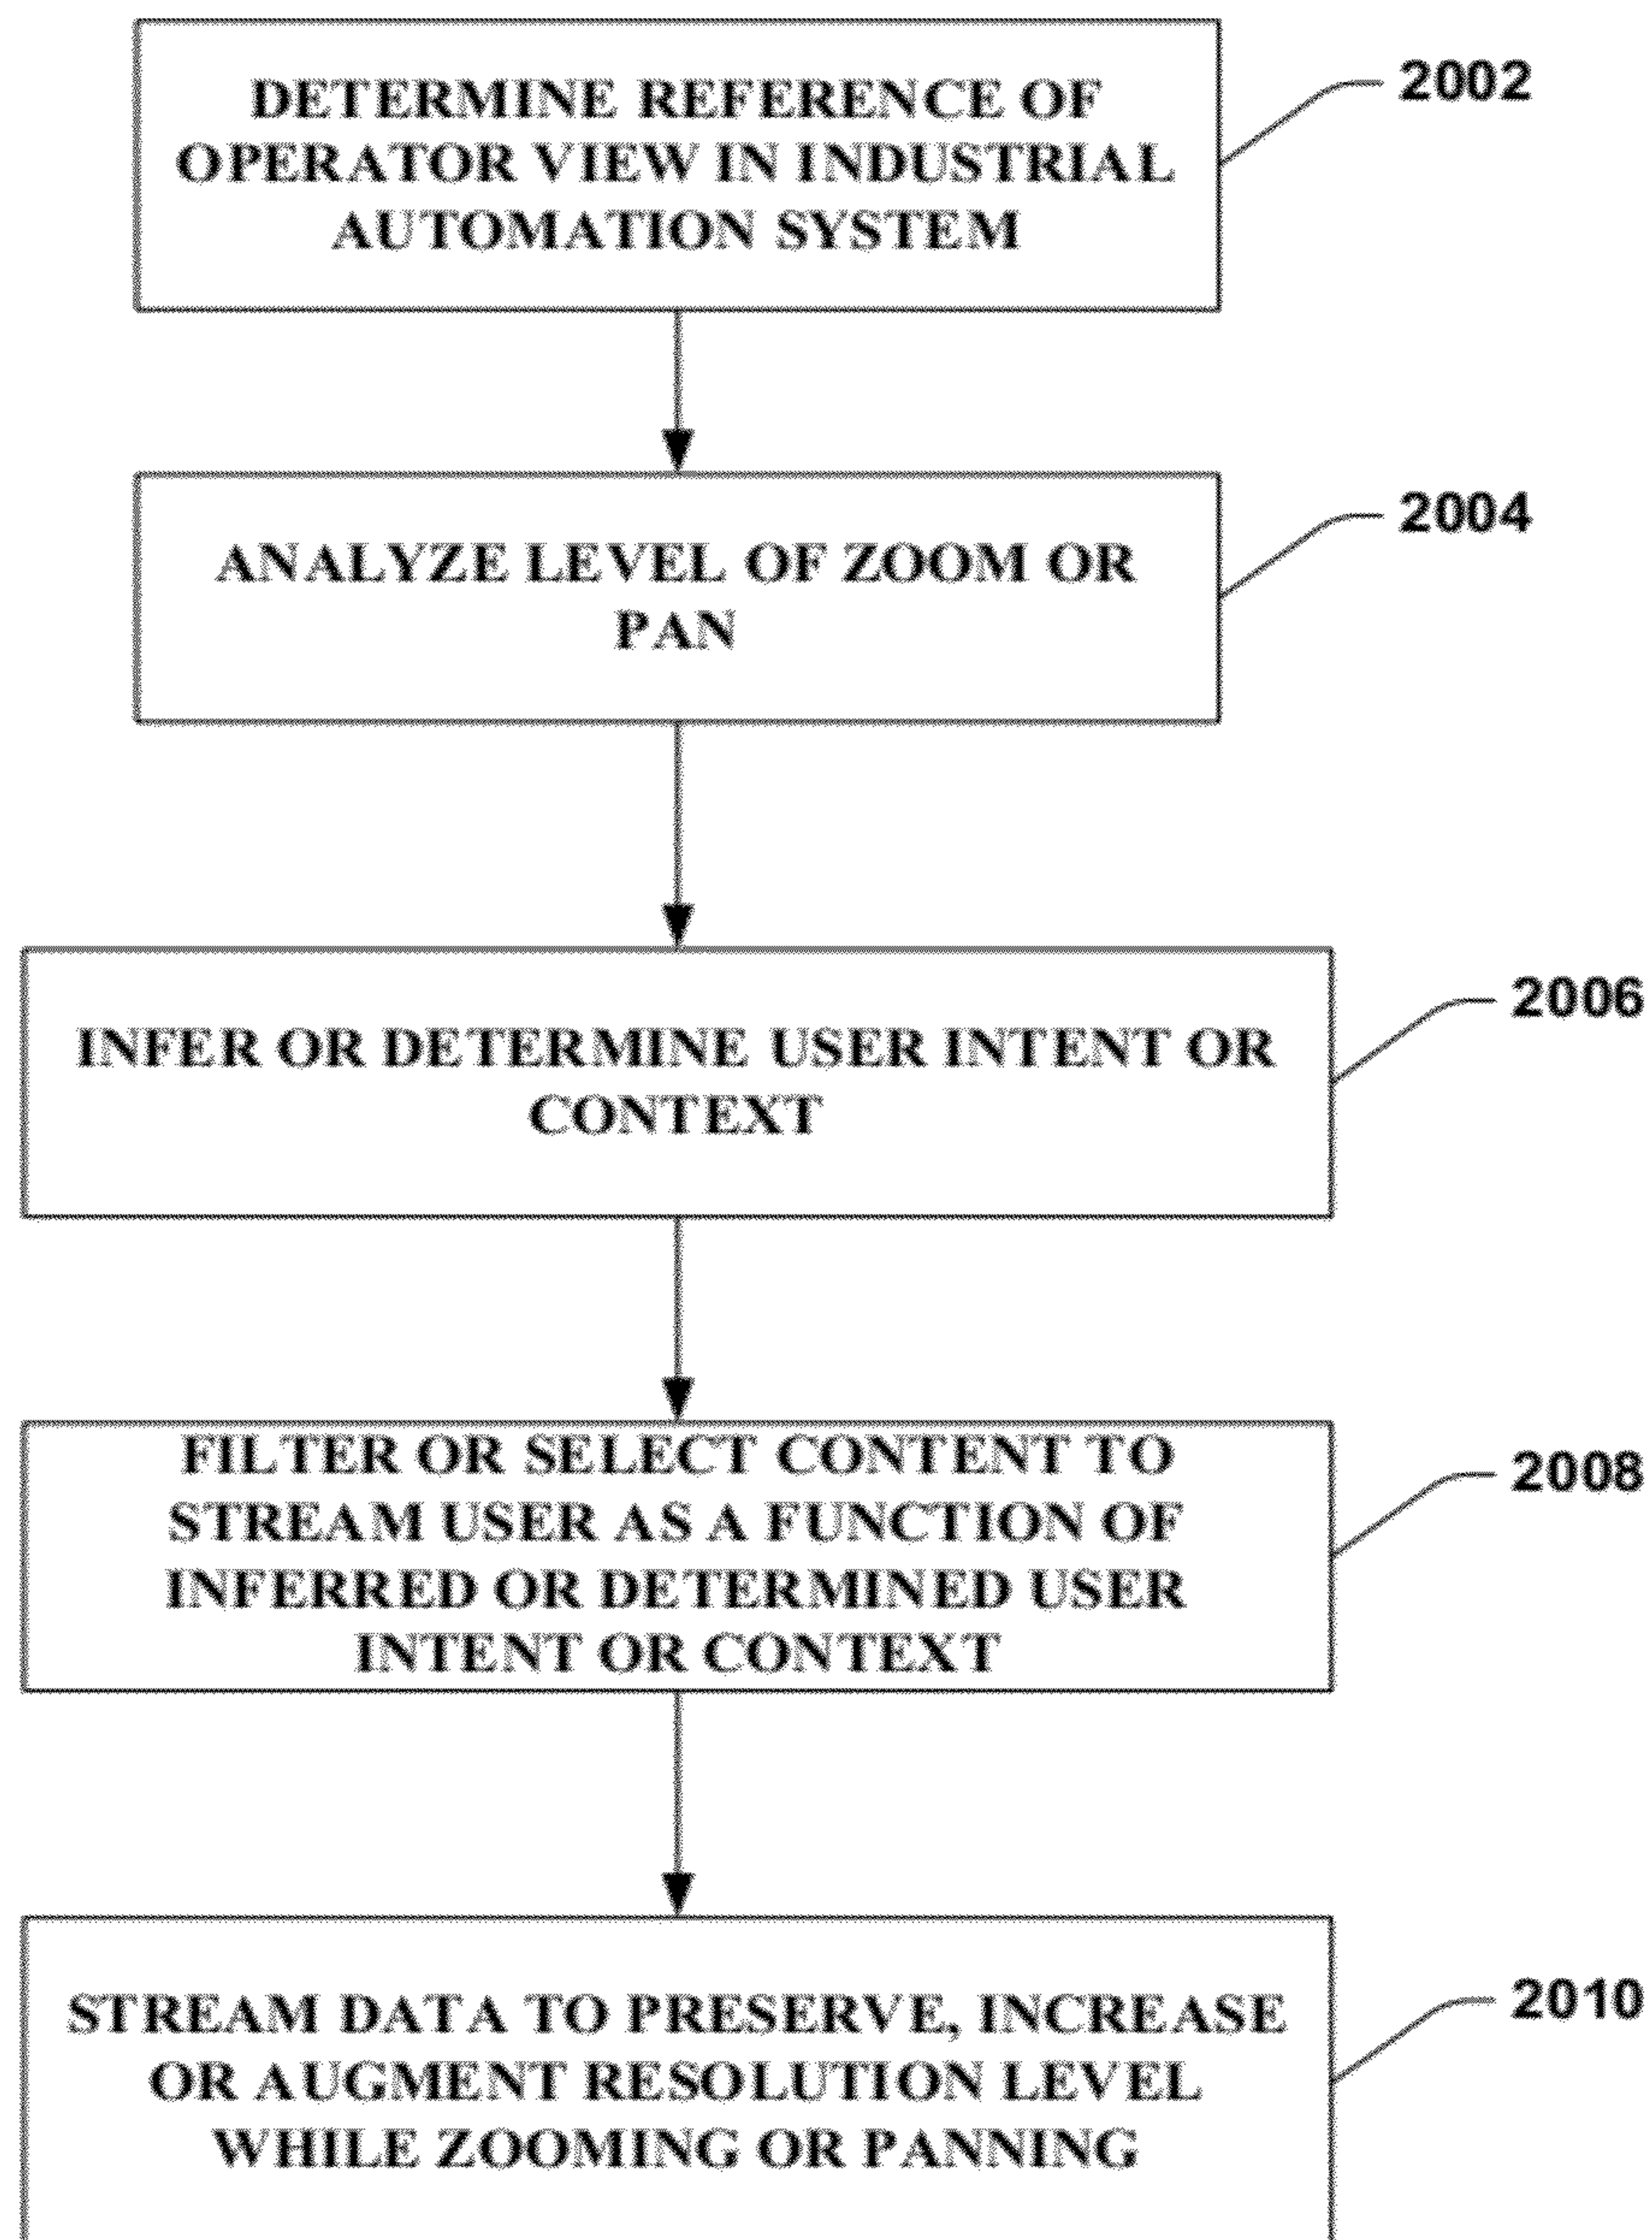 DETERMINE REFERENCE OF
OPERATOR VIEW IN INDUSTRIAL
AUTOMATION SYSTEM
2002
ANALYZE LEVEL OF ZOOM OR
PAN
2004
INFER OR DETERMINE USER INTENT OR
CONTEXT
2006
FILTER OR SELECT CONTENT TO
STREAM USER AS A FUNCTION OF
INFERRED OR DETERMINED USER
INTENT OR CONTEXT
2008
STREAM DATA TO PRESERVE, INCREASE
OR AUGMENT RESOLUTION LEVEL
WHILE ZOOMING OR PANNING
2010